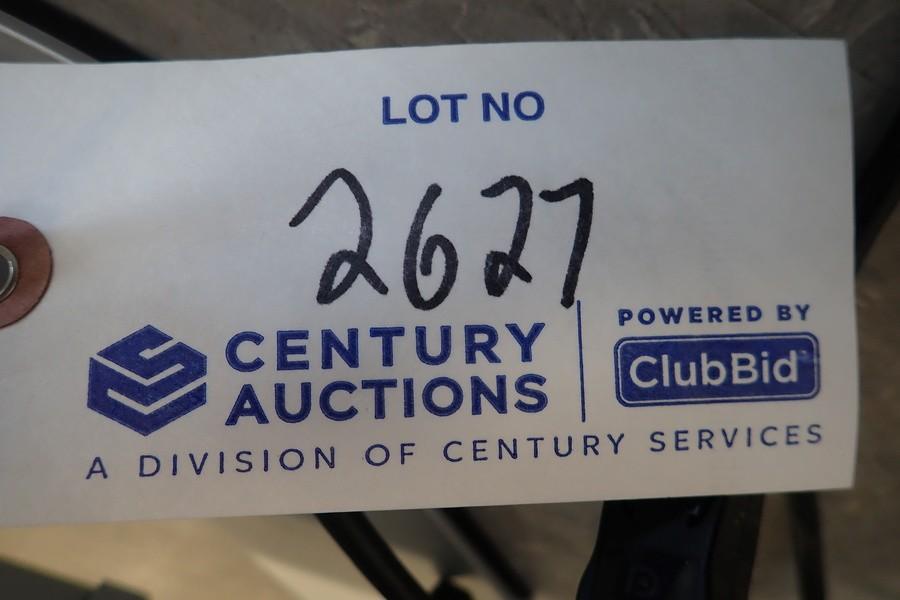 LOT NO
2627
CENTURY
AUCTIONS
POWERED BY
ClubBid
A DIVISION OF CENTURY SERVICES